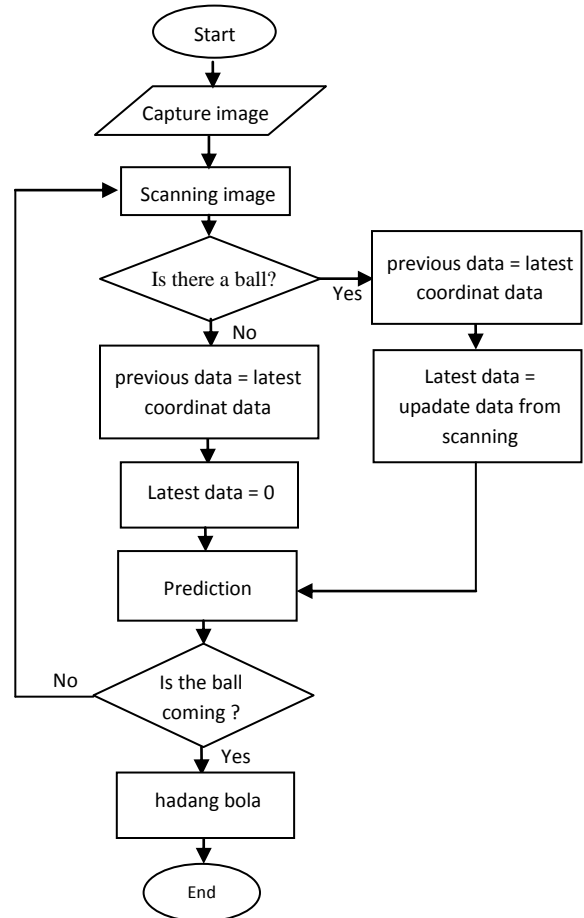 Start
Capture image
Scanning image
Is there a ball?
Yes
previous data = latest
coordinat data
Latest data =
upadate data from
scanning
No
previous data = latest
coordinat data
Latest data = 0
Prediction
Is the ball
coming ?
No
Yes
hadang bola
End